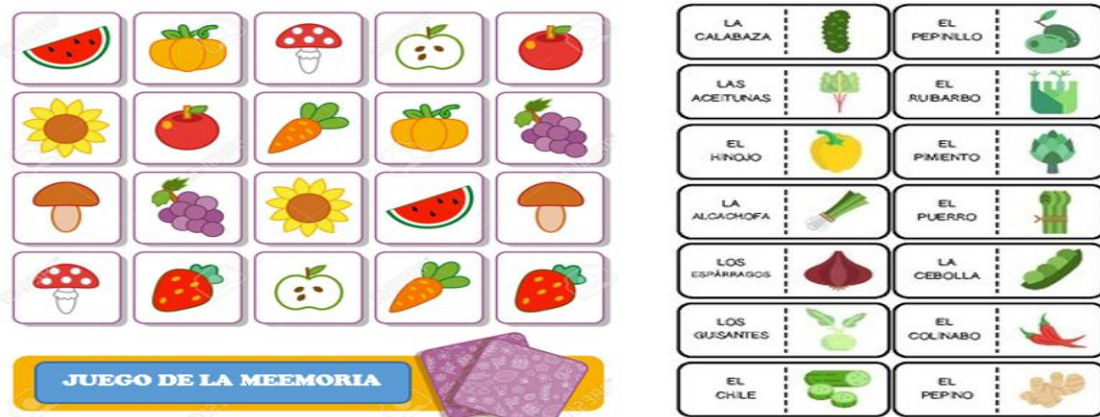 LA
CALABAZA
EL
PEPINILLO
LAS
ACEITUNAS
EL
RUIBARBO
EL
HINOJO
EL
PIMIENTO
LA
ALCACHOFA
EL
PUERRO
LOS
ESPÁRRAGOS
LA
CEBOLLA
LOS
GUISANTES
EL
COLINABO
EL
CHILE
EL
PEPINO
JUEGO DE LA MEEMORIA